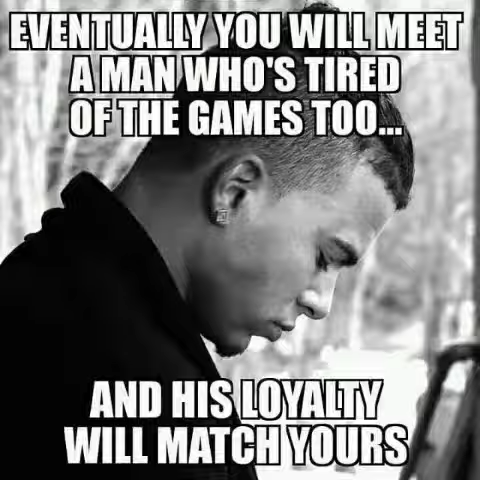 EVENTUALLY YOU WILL MEET
A MAN WHO'S TIRED
OF THE GAMES TOO...
AND HIS LOYALTY
WILL MATCH YOURS